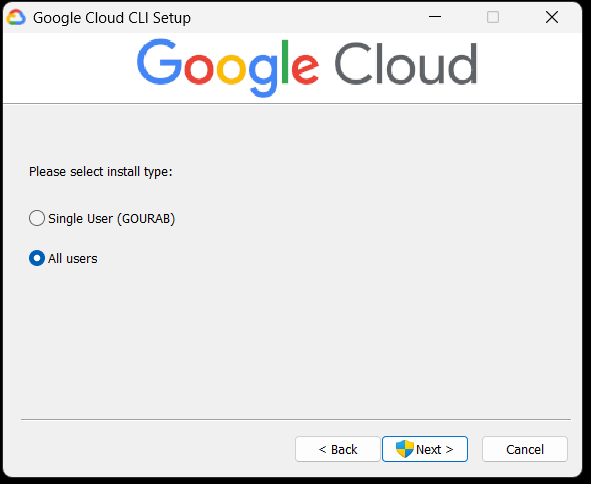 Google Cloud CLI Setup
Google Cloud
Please select install type:
Single User (GOURAB)
All users
< Back
Next >
Cancel